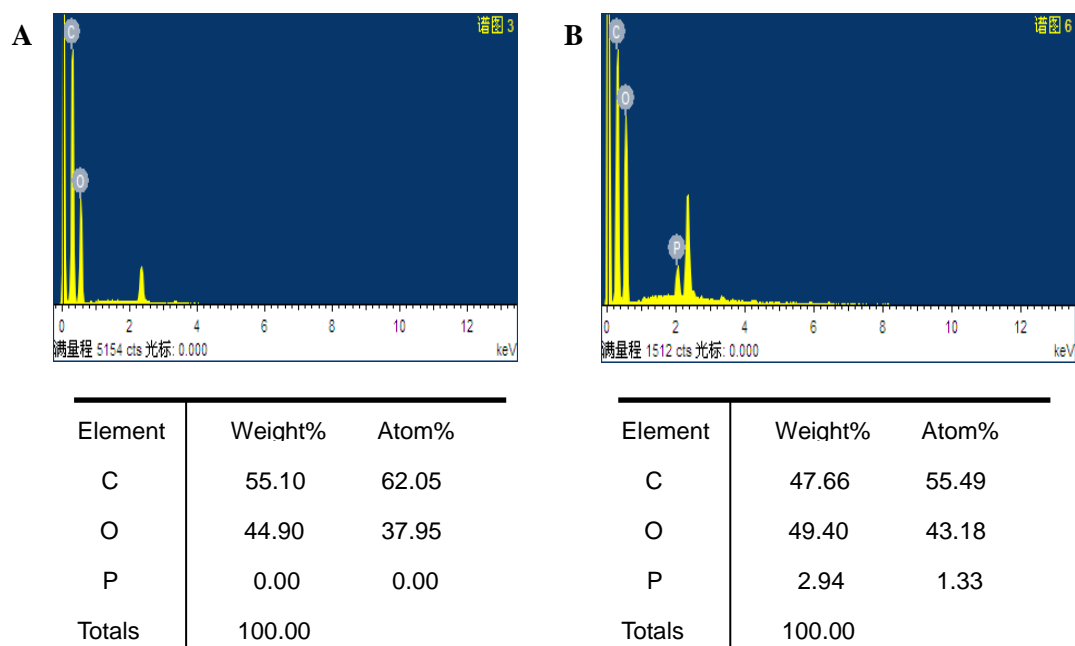 A
谱图 3
C
O
0 2 4 6 8 10 12
满量程 5154 cts 光标: 0.000 keV
Element Weight% Atom%
C 55.10 62.05
O 44.90 37.95
P 0.00 0.00
Totals 100.00
B
谱图 6
C
O
P
0 2 4 6 8 10 12
满量程 1512 cts 光标: 0.000 keV
Element Weight% Atom%
C 47.66 55.49
O 49.40 43.18
P 2.94 1.33
Totals 100.00